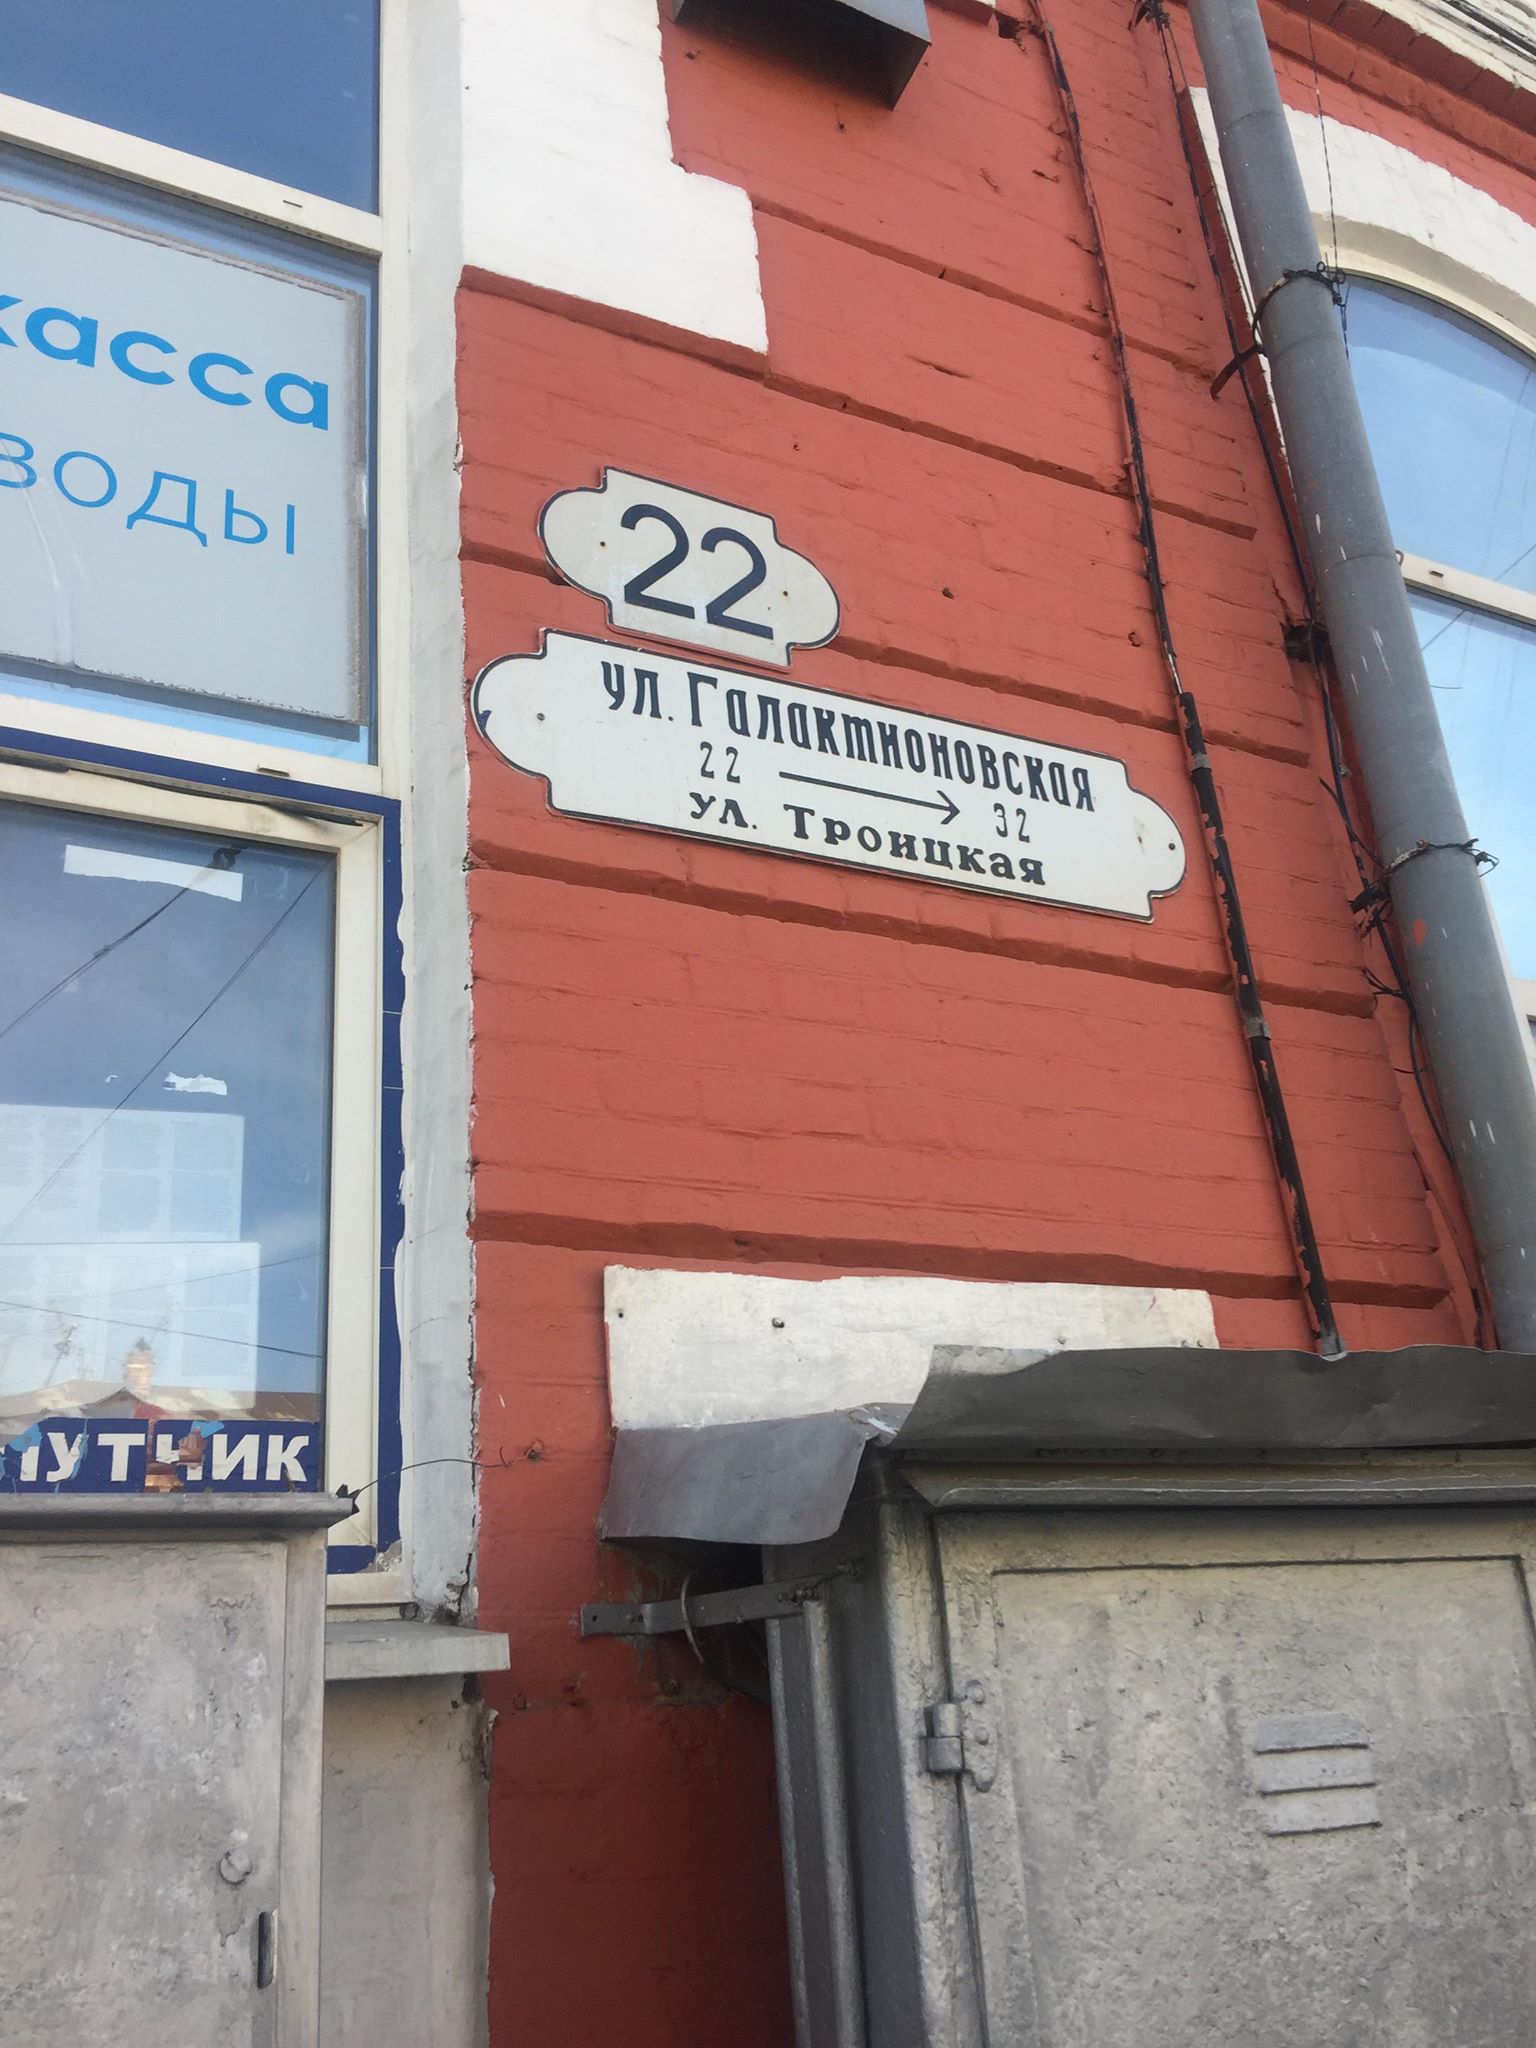 касса
воды
22
ул. Галактионовская
22 → 32
ул. Троицкая
ПУТНИК